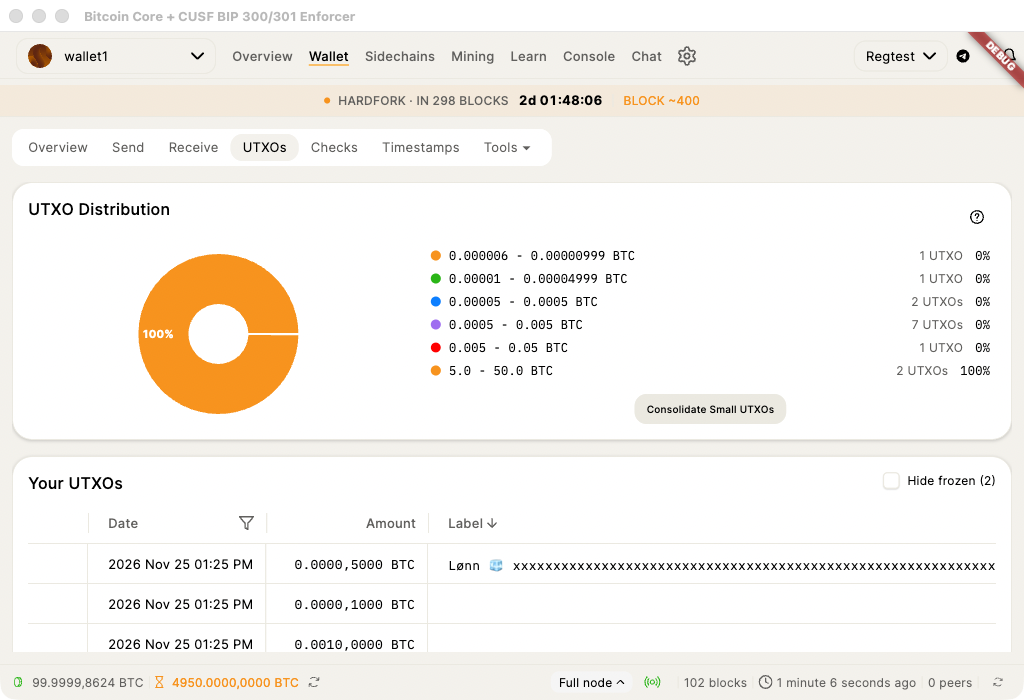 Bitcoin Core + CUSF BIP 300/301 Enforcer
wallet1 Overview Wallet Sidechains Mining Learn Console Chat Regtest DEBUG
HARDFORK · IN 298 BLOCKS 2d 01:48:06 BLOCK ~400
Overview Send Receive UTXOs Checks Timestamps Tools
UTXO Distribution
0.000006 - 0.00000999 BTC 1 UTXO 0%
0.00001 - 0.00004999 BTC 1 UTXO 0%
0.00005 - 0.0005 BTC 2 UTXOs 0%
0.0005 - 0.005 BTC 7 UTXOs 0%
100%
0.005 - 0.05 BTC 1 UTXO 0%
5.0 - 50.0 BTC 2 UTXOs 100%
Consolidate Small UTXOs
Your UTXOs Hide frozen (2)
Date Amount Label
2026 Nov 25 01:25 PM 0.0000,5000 BTC Lønn 🧊 xxxxxxxxxxxxxxxxxxxxxxxxxxxxxxxxxxxxxxxxxxxxxxxxxxxxxxxxxxxx
2026 Nov 25 01:25 PM 0.0000,1000 BTC
2026 Nov 25 01:25 PM 0.0010,0000 BTC
99.9999,8624 BTC 4950.0000,0000 BTC Full node 102 blocks 1 minute 6 seconds ago 0 peers